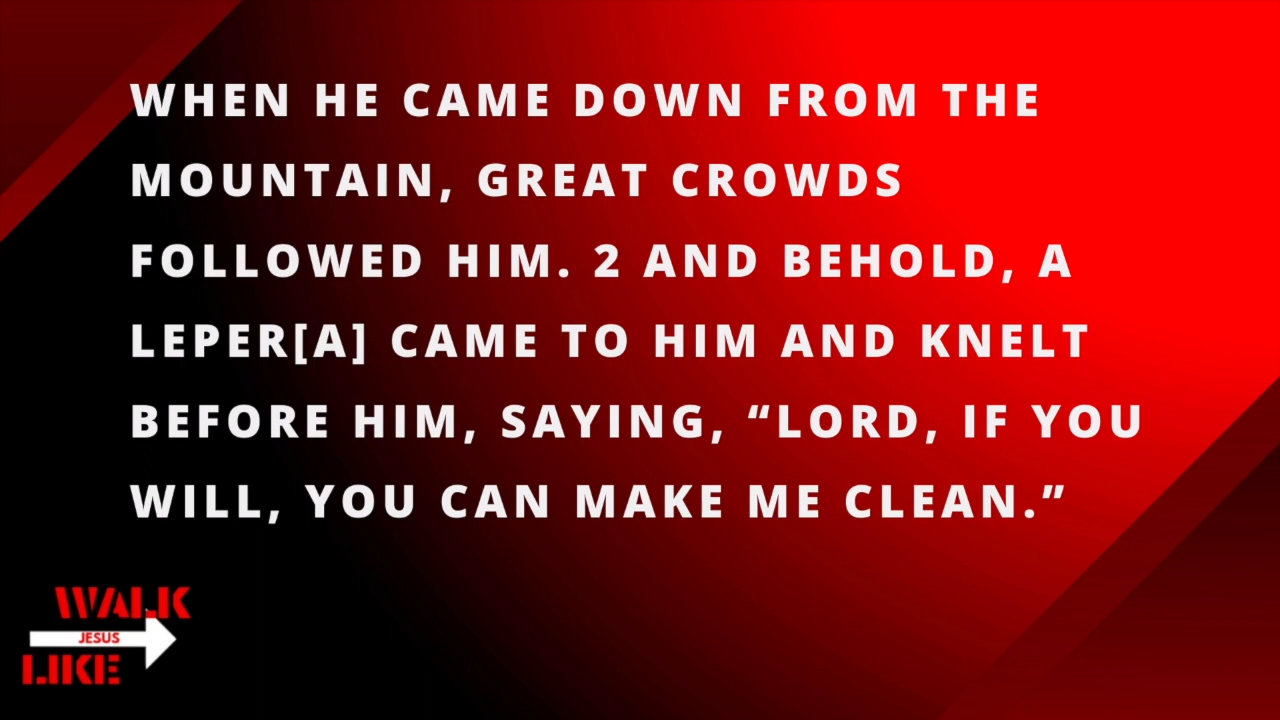 WHEN HE CAME DOWN FROM THE
MOUNTAIN, GREAT CROWDS
FOLLOWED HIM. 2 AND BEHOLD, A
LEPER[A] CAME TO HIM AND KNELT
BEFORE HIM, SAYING, “LORD, IF YOU
WILL, YOU CAN MAKE ME CLEAN.”
WALK
JESUS
LIKE